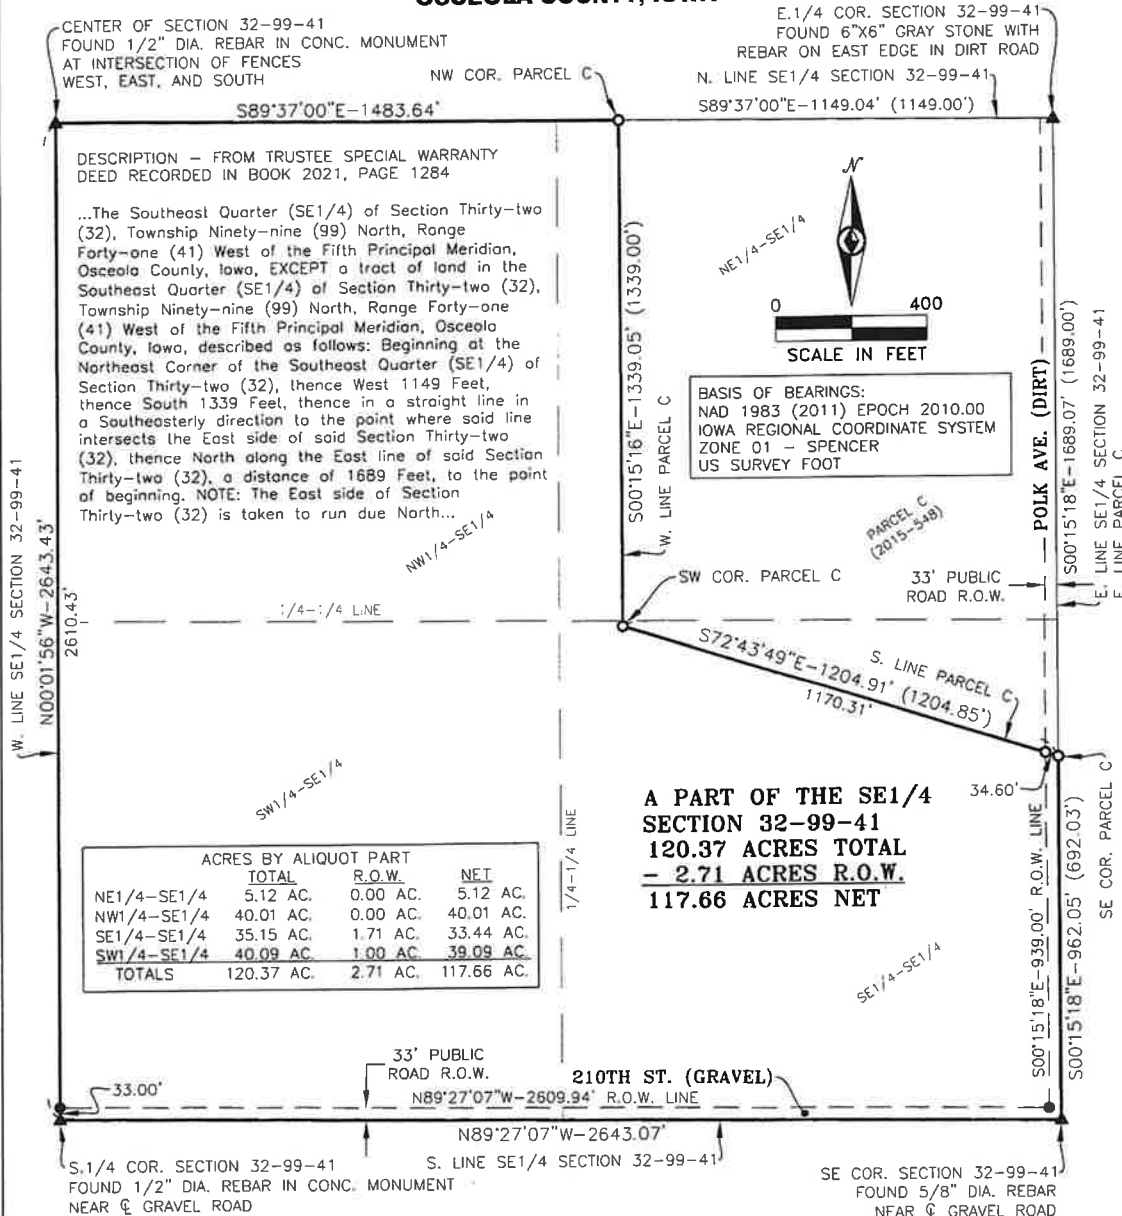 CENTER OF SECTION 32-99-41
FOUND 1/2" DIA. REBAR IN CONC. MONUMENT
AT INTERSECTION OF FENCES
WEST, EAST, AND SOUTH
NW COR. PARCEL C
E.1/4 COR. SECTION 32-99-41
FOUND 6"X6" GRAY STONE WITH
REBAR ON EAST EDGE IN DIRT ROAD
N. LINE SE1/4 SECTION 32-99-41
S89°37'00"E-1483.64'
S89°37'00"E-1149.04' (1149.00')
DESCRIPTION – FROM TRUSTEE SPECIAL WARRANTY
DEED RECORDED IN BOOK 2021, PAGE 1284
...The Southeast Quarter (SE1/4) of Section Thirty-two
(32), Township Ninety-nine (99) North, Range
Forty-one (41) West of the Fifth Principal Meridian,
Osceola County, Iowa, EXCEPT a tract of land in the
Southeast Quarter (SE1/4) of Section Thirty-two (32),
Township Ninety-nine (99) North, Range Forty-one
(41) West of the Fifth Principal Meridian, Osceola
County, Iowa, described as follows: Beginning at the
Northeast Corner of the Southeast Quarter (SE1/4) of
Section Thirty-two (32), thence West 1149 Feet,
thence South 1339 Feet, thence in a straight line in
a Southeasterly direction to the point where said line
intersects the East side of said Section Thirty-two
(32), thence North along the East line of said Section
Thirty-two (32), a distance of 1689 Feet, to the point
of beginning. NOTE: The East side of Section
Thirty-two (32) is taken to run due North...
N
0 400
SCALE IN FEET
BASIS OF BEARINGS:
NAD 1983 (2011) EPOCH 2010.00
IOWA REGIONAL COORDINATE SYSTEM
ZONE 01 – SPENCER
US SURVEY FOOT
NE1/4-SE1/4
S00°15'16"E-1339.05' (1339.00')
W. LINE PARCEL C
PARCEL C
(2015-548)
POLK AVE. (DIRT)
S00°15'18"E-1689.07' (1689.00')
E. LINE SE1/4 SECTION 32-99-41
E. LINE PARCEL C
33' PUBLIC
ROAD R.O.W.
W. LINE SE1/4 SECTION 32-99-41
N00°01'56"W-2643.43'
2610.43'
NW1/4-SE1/4
1/4-1/4 LINE
SW COR. PARCEL C
S72°43'49"E-1204.91' (1204.85')
1170.31'
S. LINE PARCEL C
34.60'
SW1/4-SE1/4
1/4-1/4 LINE
A PART OF THE SE1/4
SECTION 32-99-41
120.37 ACRES TOTAL
– 2.71 ACRES R.O.W.
117.66 ACRES NET
S00°15'18"E-939.00' R.O.W. LINE
S00°15'18"E-962.05' (692.03')
SE COR. PARCEL C
ACRES BY ALIQUOT PART
TOTAL R.O.W. NET
NE1/4-SE1/4 5.12 AC. 0.00 AC. 5.12 AC.
NW1/4-SE1/4 40.01 AC. 0.00 AC. 40.01 AC.
SE1/4-SE1/4 35.15 AC. 1.71 AC. 33.44 AC.
SW1/4-SE1/4 40.09 AC. 1.00 AC. 39.09 AC.
TOTALS 120.37 AC. 2.71 AC. 117.66 AC.
SE1/4-SE1/4
33.00'
33' PUBLIC
ROAD R.O.W.
210TH ST. (GRAVEL)
N89°27'07"W-2609.94' R.O.W. LINE
N89°27'07"W-2643.07'
S.1/4 COR. SECTION 32-99-41
FOUND 1/2" DIA. REBAR IN CONC. MONUMENT
NEAR ℄ GRAVEL ROAD
S. LINE SE1/4 SECTION 32-99-41
SE COR. SECTION 32-99-41
FOUND 5/8" DIA. REBAR
NEAR ℄ GRAVEL ROAD